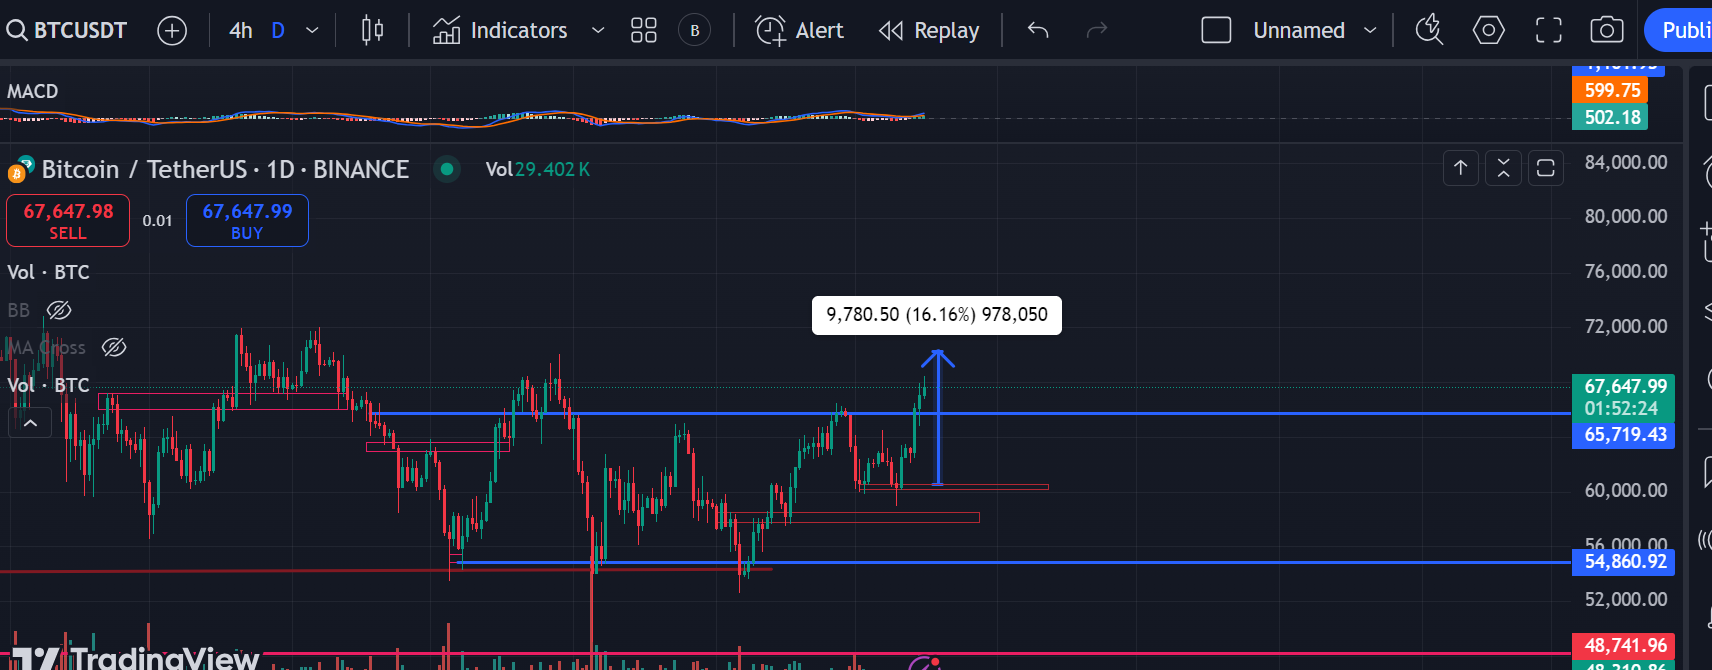 BTCUSDT
4h D
Indicators
B
Alert
Replay
Unnamed
Publi
MACD
599.75
502.18
Bitcoin / TetherUS · 1D · BINANCE
Vol 29.402 K
67,647.98
SELL
0.01
67,647.99
BUY
Vol · BTC
BB
MA Cross
Vol · BTC
9,780.50 (16.16%) 978,050
84,000.00
80,000.00
76,000.00
72,000.00
67,647.99
01:52:24
65,719.43
60,000.00
56,000.00
54,860.92
52,000.00
48,741.96
TradingView